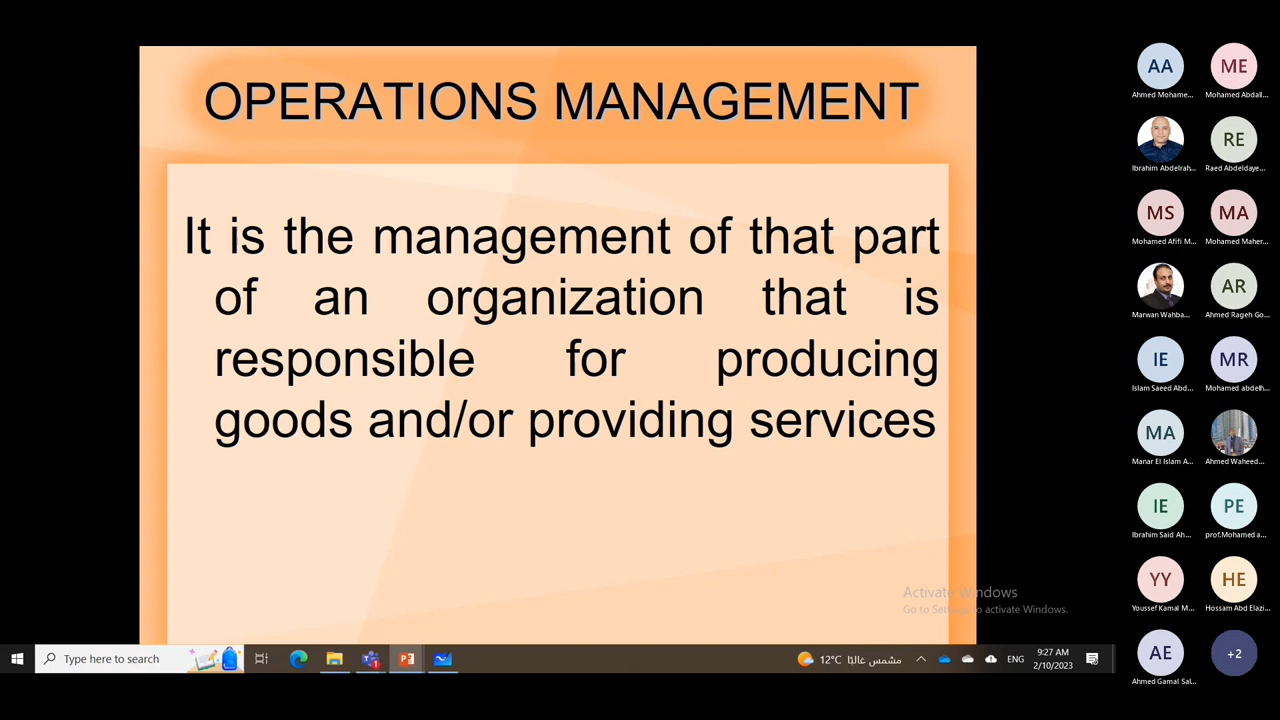 OPERATIONS MANAGEMENT
It is the management of that part
of an organization that is
responsible for producing
goods and/or providing services
Activate Windows
Go to Settings to activate Windows.
AA
Ahmed Mohame...
ME
Mohamed Abdall...
Ibrahim Abdelrah...
RE
Raed Abdeldaye...
MS
Mohamed Afifi M...
MA
Mohamed Maher...
Marwan Wahba...
AR
Ahmed Rageh Go...
IE
Islam Saeed Abd...
MR
Mohamed abdelh...
MA
Manar El Islam A...
Ahmed Waheed...
IE
Ibrahim Said Ah...
PE
prof.Mohamed a...
YY
Youssef Kamal M...
HE
Hossam Abd Elazi...
AE
Ahmed Gamal Sal...
+2
Type here to search
12°C مشمس غالبًا
ENG
9:27 AM
2/10/2023